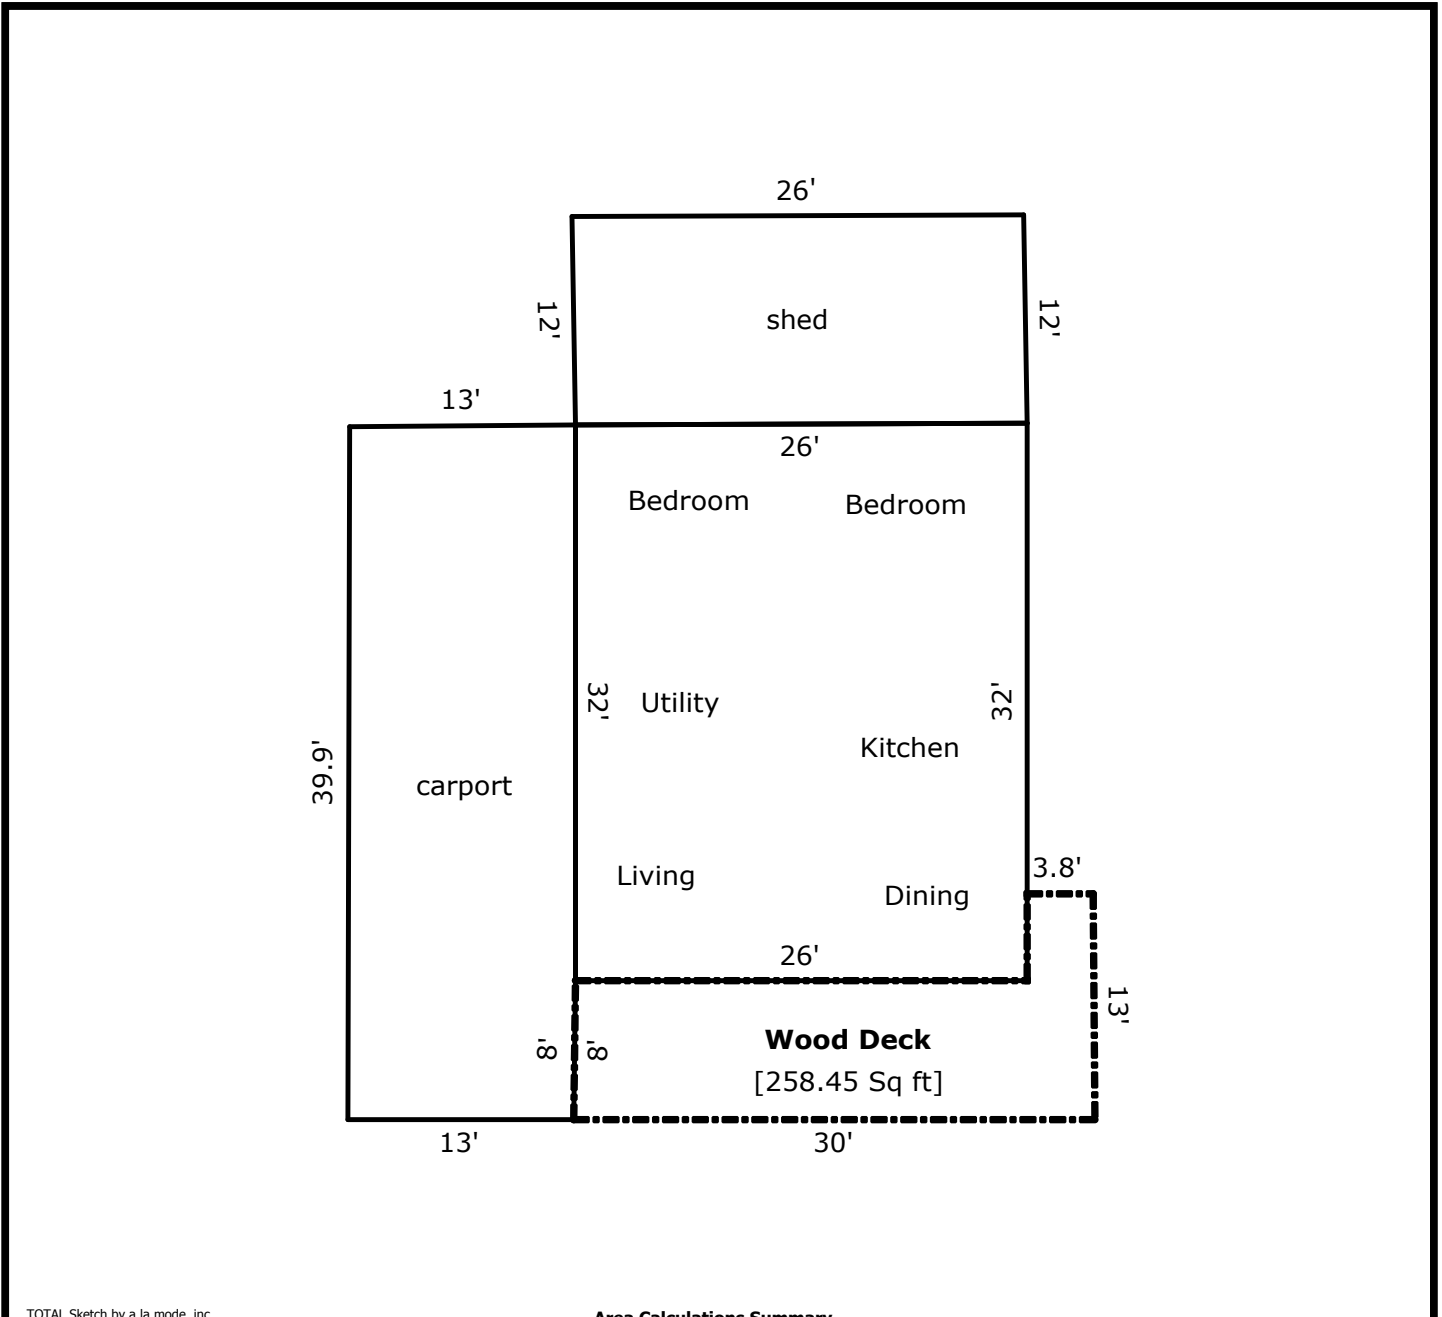 26'
12'
shed
12'
13'
26'
Bedroom
Bedroom
32'
Utility
32'
Kitchen
39.9'
carport
3.8'
Living
Dining
26'
13'
8'
8'
Wood Deck
[258.45 Sq ft]
13'
30'
TOTAL Sketch by a la mode, inc.
Area Calculations Summary